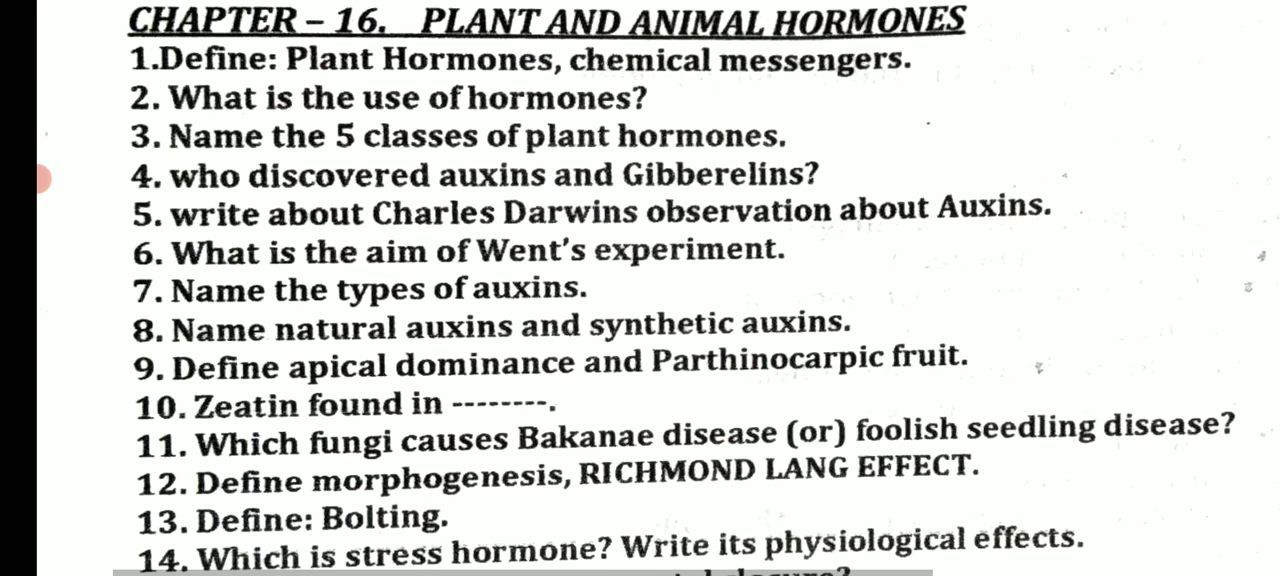 CHAPTER – 16. PLANT AND ANIMAL HORMONES
1.Define: Plant Hormones, chemical messengers.
2. What is the use of hormones?
3. Name the 5 classes of plant hormones.
4. who discovered auxins and Gibberelins?
5. write about Charles Darwins observation about Auxins.
6. What is the aim of Went's experiment.
7. Name the types of auxins.
8. Name natural auxins and synthetic auxins.
9. Define apical dominance and Parthinocarpic fruit.
10. Zeatin found in --------.
11. Which fungi causes Bakanae disease (or) foolish seedling disease?
12. Define morphogenesis, RICHMOND LANG EFFECT.
13. Define: Bolting.
14. Which is stress hormone? Write its physiological effects.